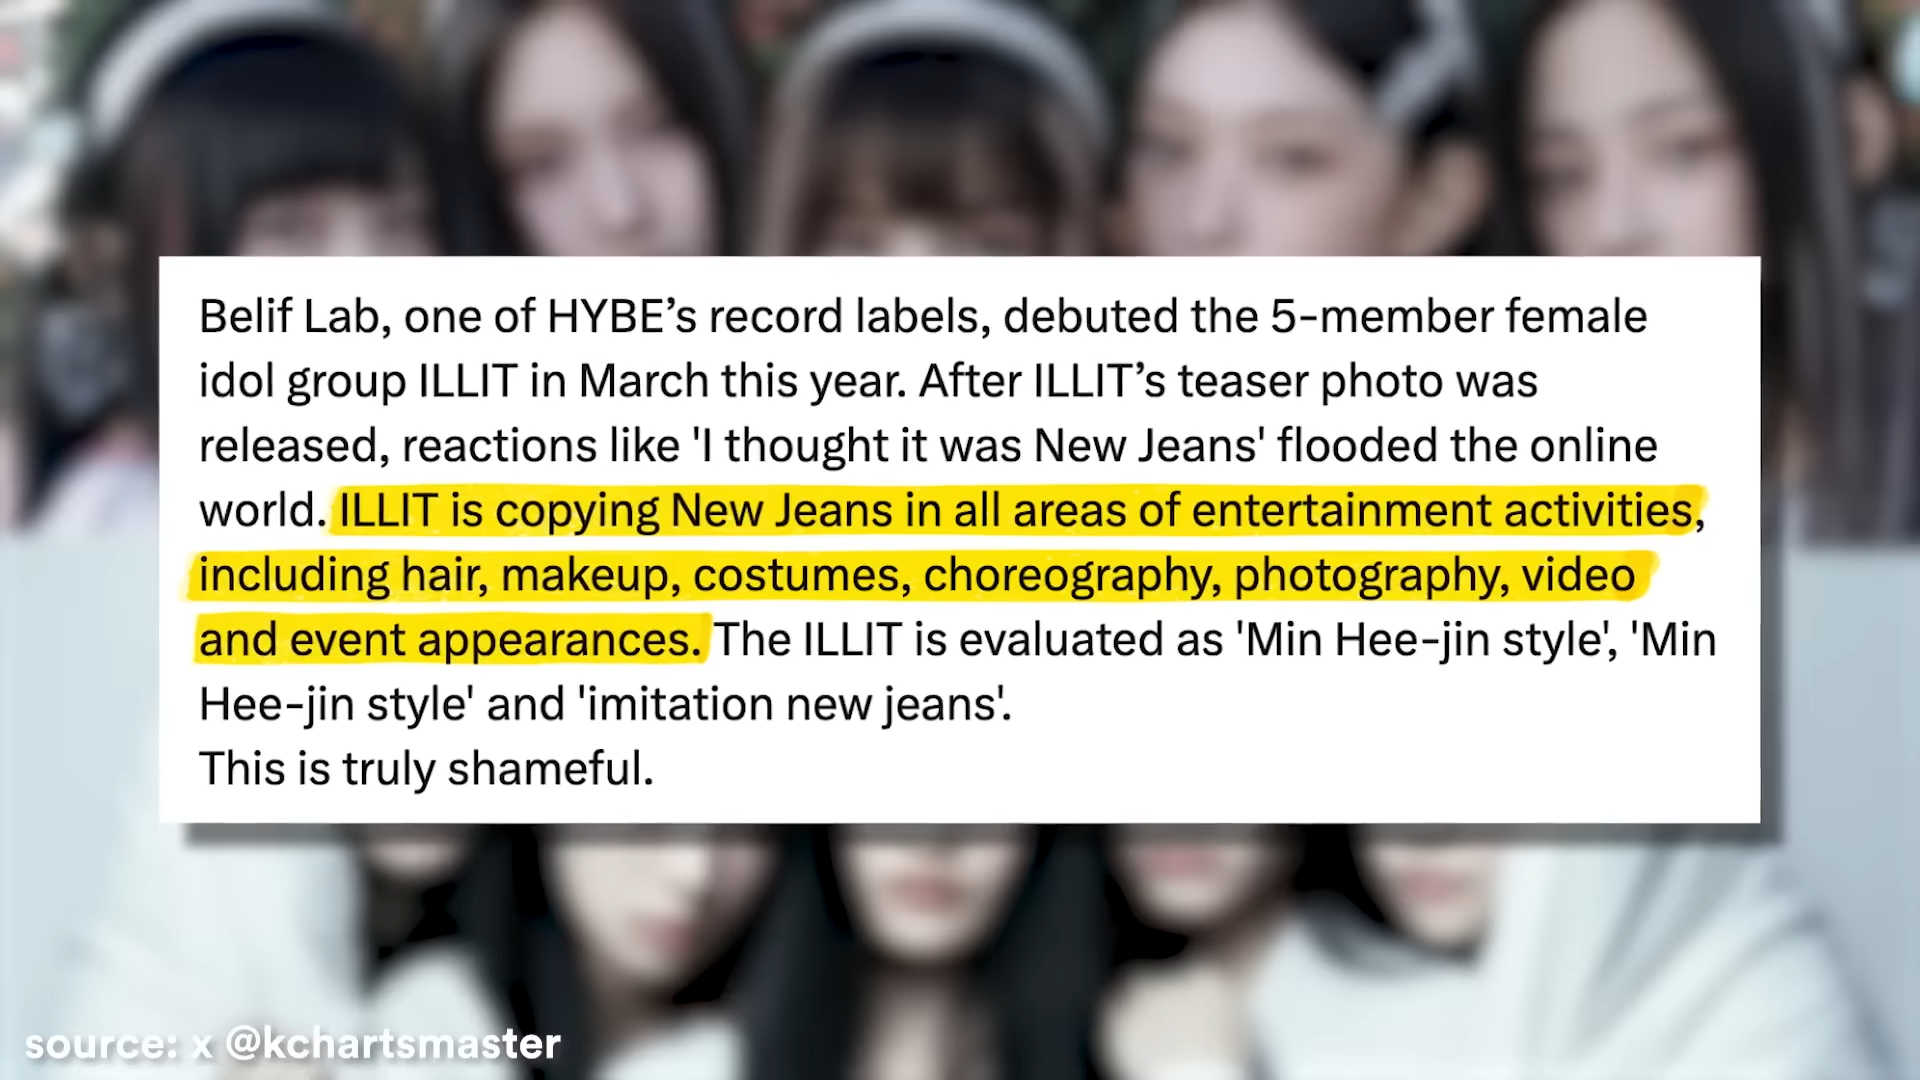 Belif Lab, one of HYBE’s record labels, debuted the 5-member female
idol group ILLIT in March this year. After ILLIT’s teaser photo was
released, reactions like 'I thought it was New Jeans' flooded the online
world. ILLIT is copying New Jeans in all areas of entertainment activities,
including hair, makeup, costumes, choreography, photography, video
and event appearances. The ILLIT is evaluated as 'Min Hee-jin style', 'Min
Hee-jin style' and 'imitation new jeans'.
This is truly shameful.
source: x @kchartsmaster